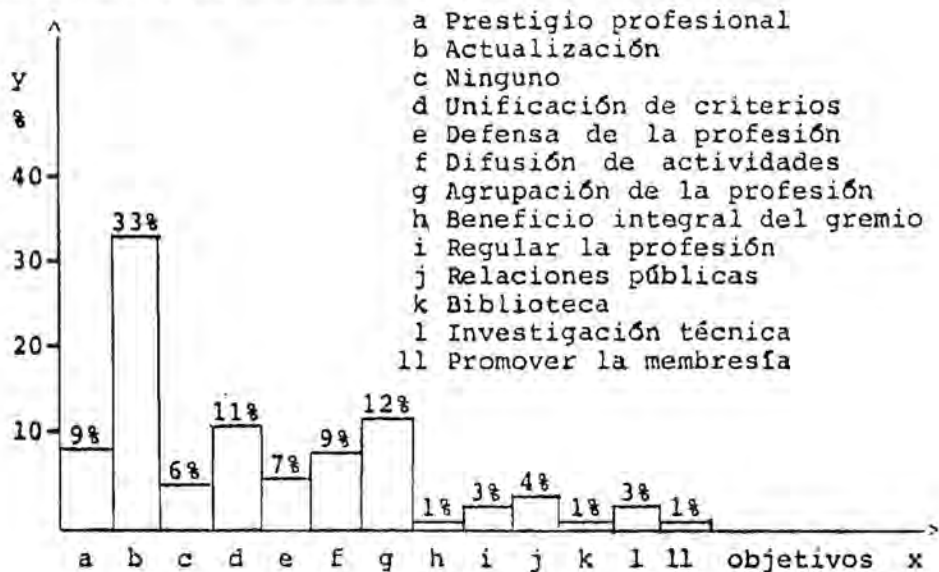 a Prestigio profesional
b Actualización
c Ninguno
d Unificación de criterios
e Defensa de la profesión
f Difusión de actividades
g Agrupación de la profesión
h Beneficio integral del gremio
i Regular la profesión
j Relaciones públicas
k Biblioteca
l Investigación técnica
ll Promover la membresía
y
%
40
30
20
10
9%
33%
6%
11%
7%
9%
12%
1%
3%
4%
1%
3%
1%
a b c d e f g h i j k l ll objetivos x